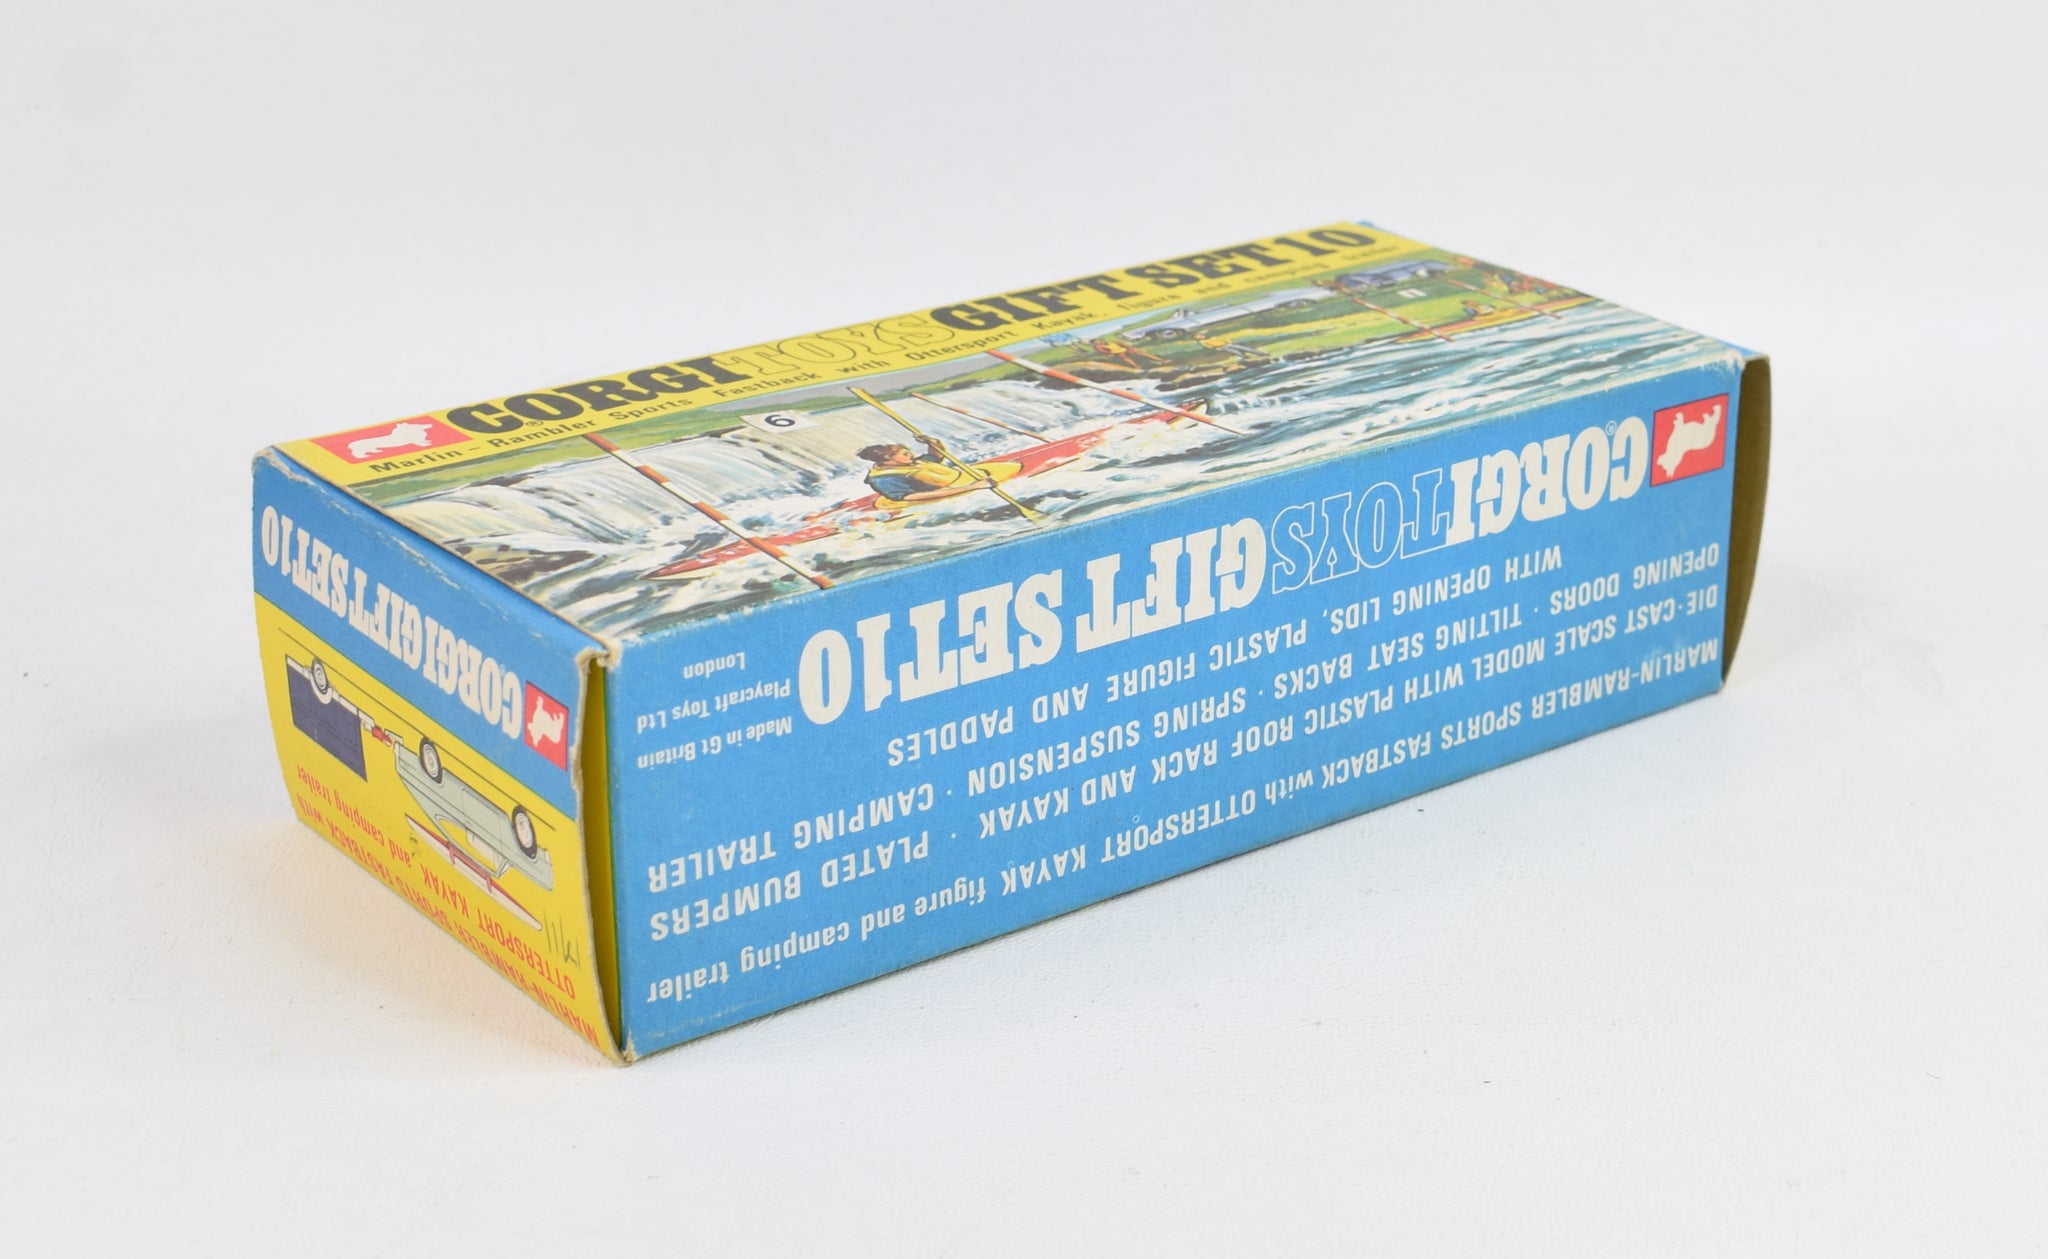 CORGI TOYS GIFT SET 10
Marlin-Rambler Sports Fastback with Ottersport Kayak, figure and camping trailer
6
11
CORGI® TOYS GIFT SET 10
MARLIN-RAMBLER SPORTS FASTBACK with OTTERSPORT KAYAK figure and camping trailer
DIE-CAST SCALE MODEL WITH PLASTIC ROOF RACK AND KAYAK · PLATED BUMPERS
OPENING DOORS · TILTING SEAT BACKS · SPRING SUSPENSION · CAMPING TRAILER
WITH OPENING LIDS, PLASTIC FIGURE AND PADDLES
Made in Gt Britain
Playcraft Toys Ltd
London
CORGI GIFT SET 10
MARLIN-RAMBLER SPORTS FASTBACK with
OTTERSPORT KAYAK, and camping trailer